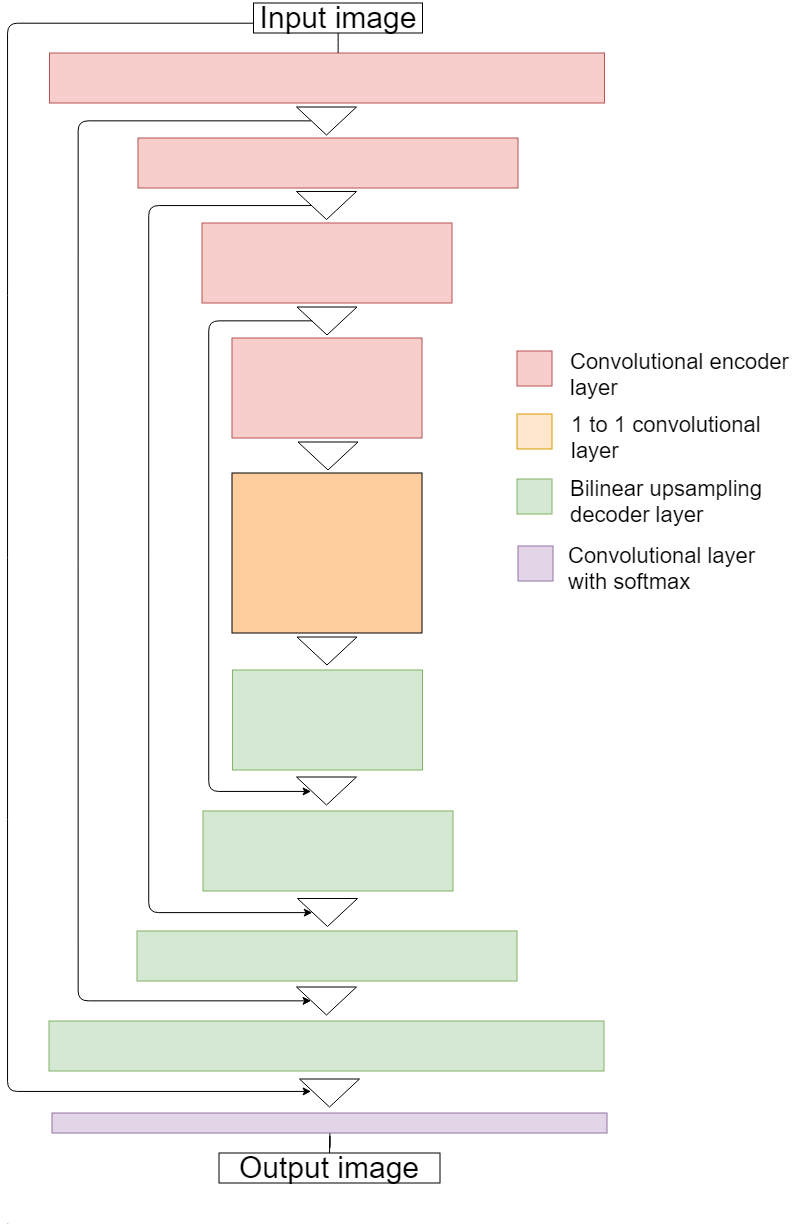 Input image
Convolutional encoder
layer
1 to 1 convolutional
layer
Bilinear upsampling
decoder layer
Convolutional layer
with softmax
Output image